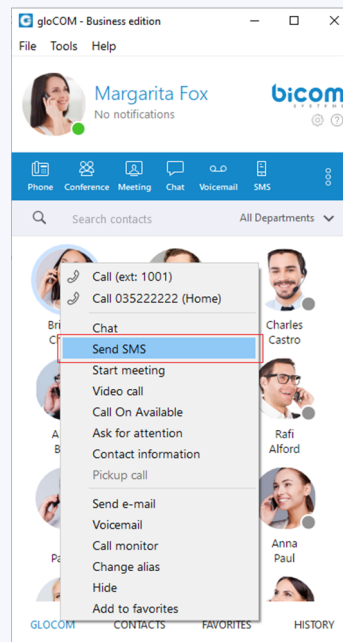 gloCOM - Business edition
File Tools Help
Margarita Fox
No notifications
bicom
SYSTEMS
Phone Conference Meeting Chat Voicemail SMS
Search contacts All Departments
Call (ext: 1001)
Call 035222222 (Home)
Chat
Send SMS
Start meeting
Video call
Call On Available
Ask for attention
Contact information
Pickup call
Send e-mail
Voicemail
Call monitor
Change alias
Hide
Add to favorites
Charles
Castro
Rafi
Alford
Anna
Paul
GLOCOM CONTACTS FAVORITES HISTORY